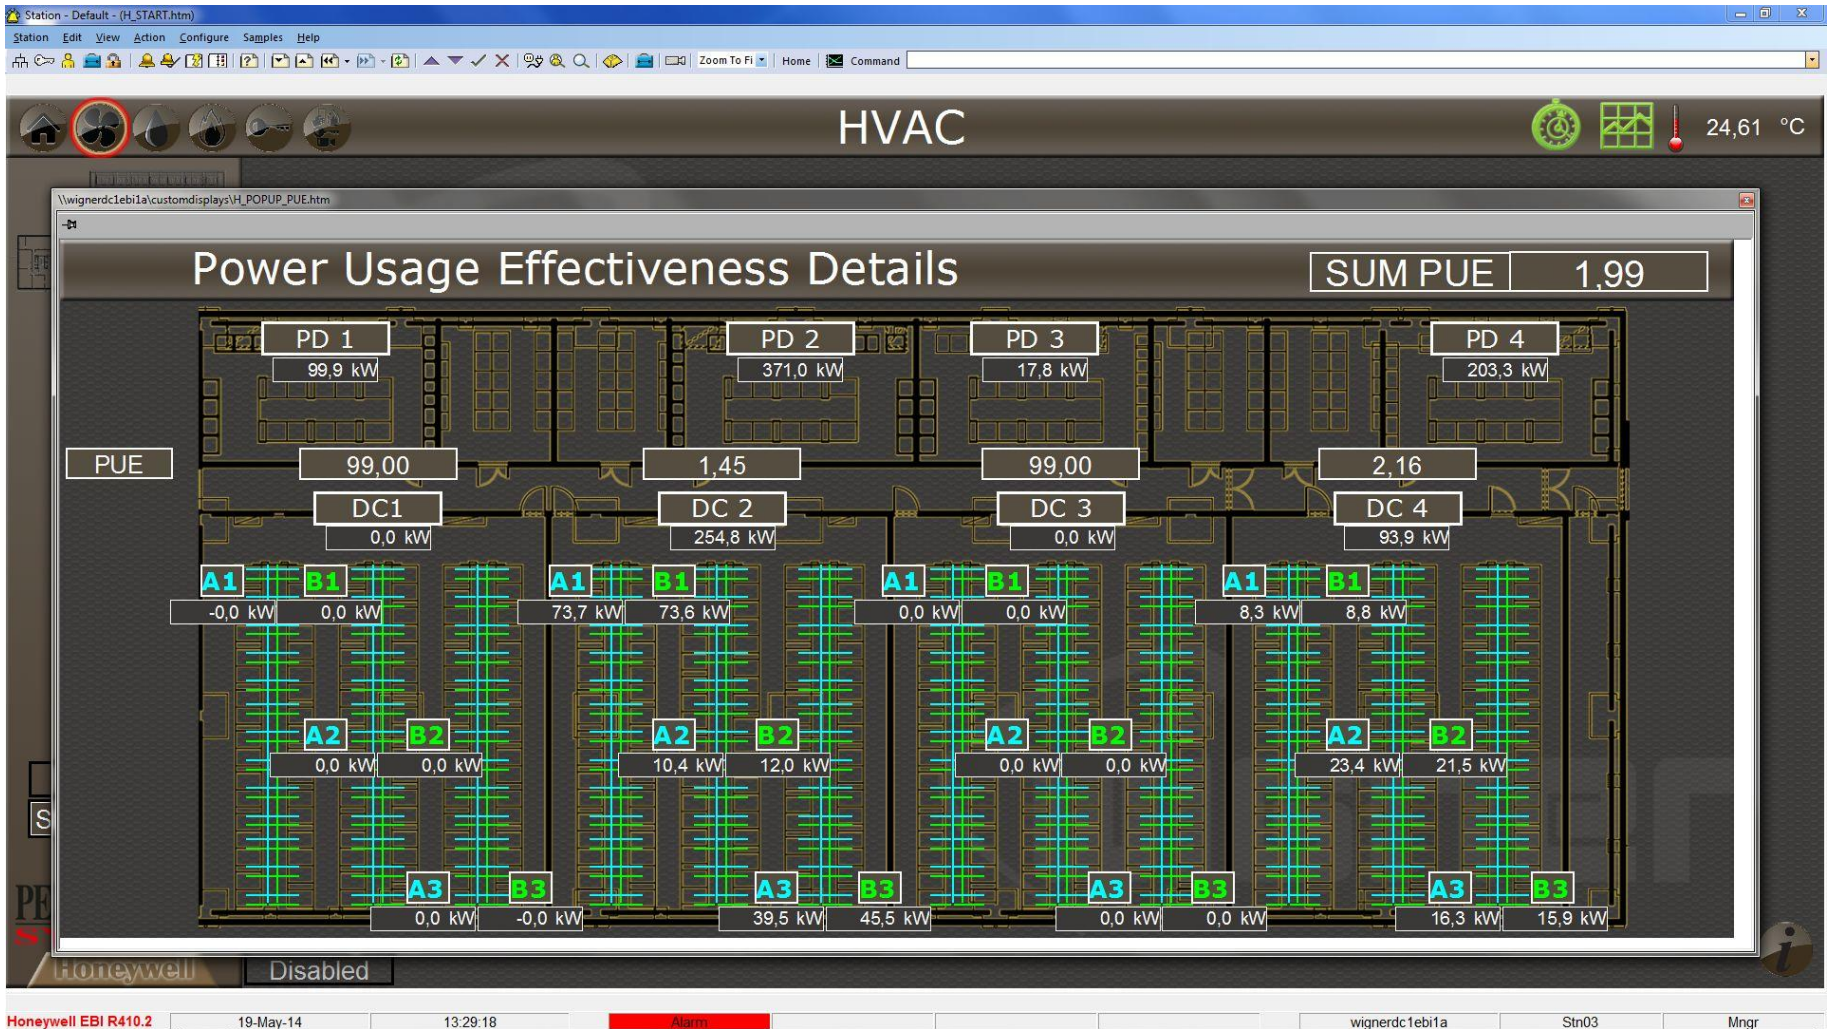 Station - Default - (H_START.htm)
Station Edit View Action Configure Samples Help
Zoom To Fi Home Command
HVAC
24,61 °C
\\wignerdc1ebi1a\customdisplays\H_POPUP_PUE.htm
Power Usage Effectiveness Details
SUM PUE 1,99
PD 1 PD 2 PD 3 PD 4
99,9 kW 371,0 kW 17,8 kW 203,3 kW
PUE 99,00 1,45 99,00 2,16
DC1 DC 2 DC 3 DC 4
0,0 kW 254,8 kW 0,0 kW 93,9 kW
A1 B1 A1 B1 A1 B1 A1 B1
-0,0 kW 0,0 kW 73,7 kW 73,6 kW 0,0 kW 0,0 kW 8,3 kW 8,8 kW
A2 B2 A2 B2 A2 B2 A2 B2
0,0 kW 0,0 kW 10,4 kW 12,0 kW 0,0 kW 0,0 kW 23,4 kW 21,5 kW
A3 B3 A3 B3 A3 B3 A3 B3
0,0 kW -0,0 kW 39,5 kW 45,5 kW 0,0 kW 0,0 kW 16,3 kW 15,9 kW
Honeywell Disabled
Honeywell EBI R410.2 19-May-14 13:29:18 Alarm wignerdc1ebi1a Stn03 Mngr